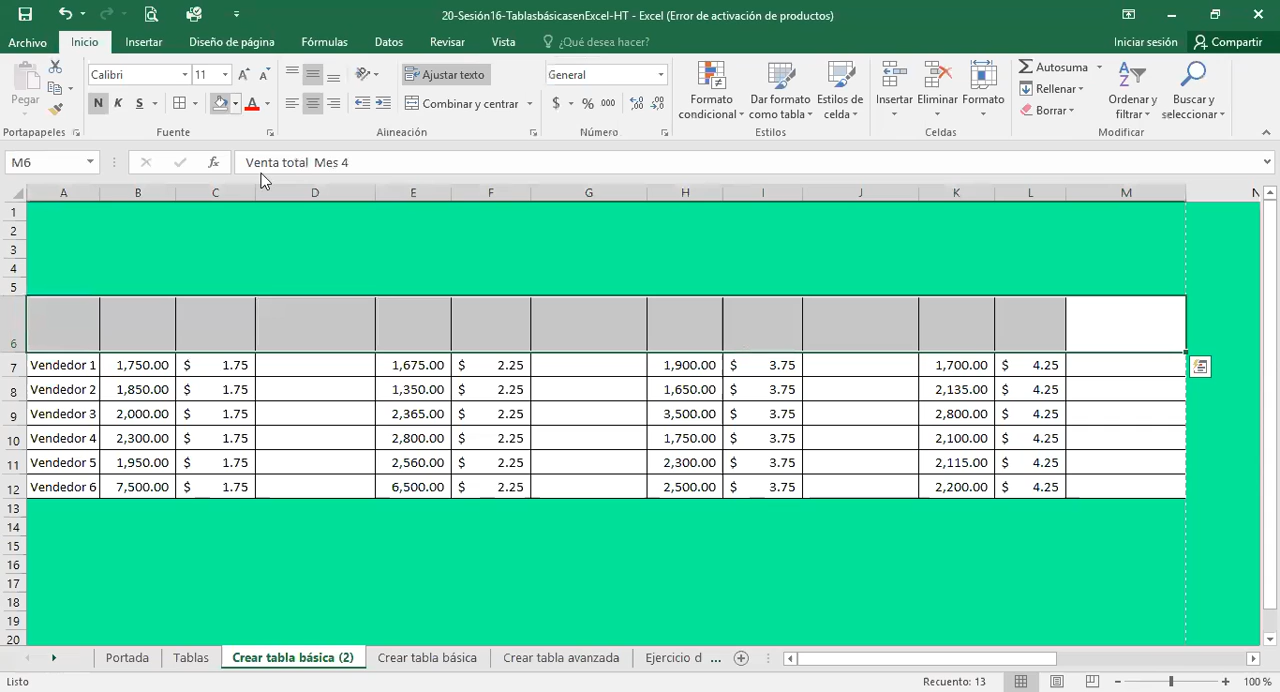 20-Sesión16-TablasbásicasenExcel-HT - Excel (Error de activación de productos)
Archivo Inicio Insertar Diseño de página Fórmulas Datos Revisar Vista ¿Qué desea hacer? Iniciar sesión Compartir
Pegar
Calibri 11
N K S A
Ajustar texto
Combinar y centrar
General
$ % 000
Formato condicional
Dar formato como tabla
Estilos de celda
Insertar Eliminar Formato
Autosuma
Rellenar
Borrar
Ordenar y filtrar
Buscar y seleccionar
Portapapeles Fuente Alineación Número Estilos Celdas Modificar
M6 fx Venta total Mes 4
A B C D E F G H I J K L M N
1
2
3
4
5
6
7 Vendedor 1 1,750.00 $ 1.75 1,675.00 $ 2.25 1,900.00 $ 3.75 1,700.00 $ 4.25
8 Vendedor 2 1,850.00 $ 1.75 1,350.00 $ 2.25 1,650.00 $ 3.75 2,135.00 $ 4.25
9 Vendedor 3 2,000.00 $ 1.75 2,365.00 $ 2.25 3,500.00 $ 3.75 2,800.00 $ 4.25
10 Vendedor 4 2,300.00 $ 1.75 2,800.00 $ 2.25 1,750.00 $ 3.75 2,100.00 $ 4.25
11 Vendedor 5 1,950.00 $ 1.75 2,560.00 $ 2.25 2,300.00 $ 3.75 2,115.00 $ 4.25
12 Vendedor 6 7,500.00 $ 1.75 6,500.00 $ 2.25 2,500.00 $ 3.75 2,200.00 $ 4.25
13
14
15
16
17
18
19
20
Portada Tablas Crear tabla básica (2) Crear tabla básica Crear tabla avanzada Ejercicio d ...
Listo Recuento: 13 100 %